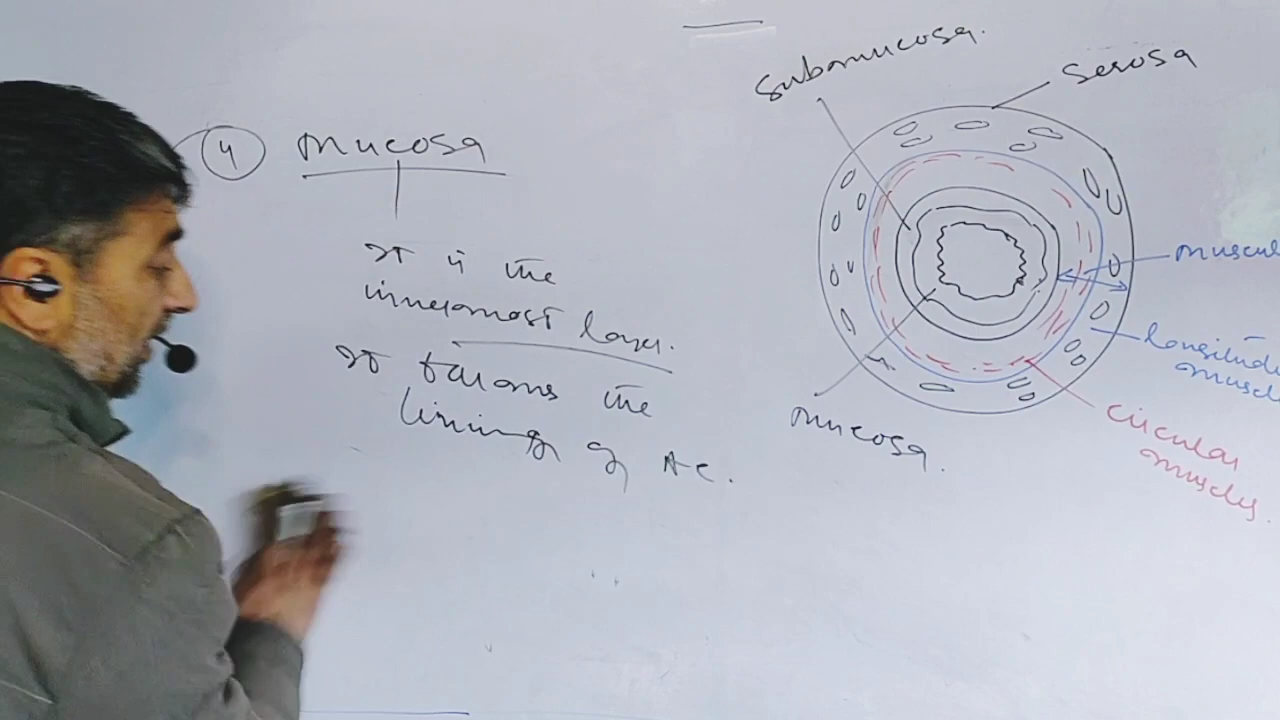 4 mucosa
It is the
innermost layer.
It forms the
lining of AC.
submucosa.
serosa
muscul
longitud
muscl
circular
muscles.
mucosa.